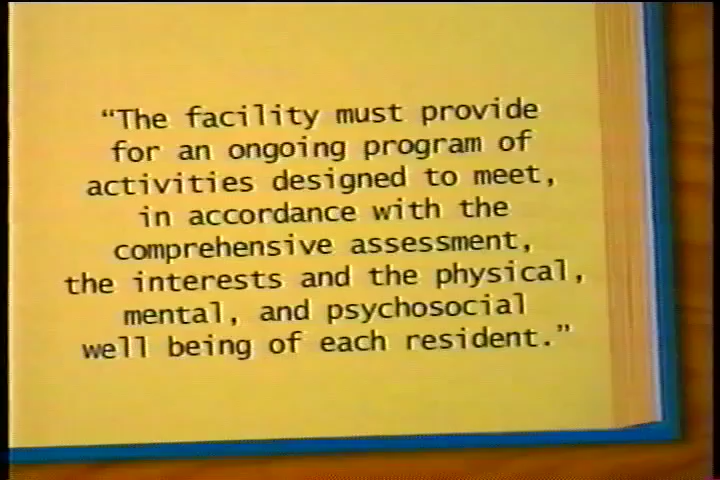 “The facility must provide
for an ongoing program of
activities designed to meet,
in accordance with the
comprehensive assessment,
the interests and the physical,
mental, and psychosocial
well being of each resident.”